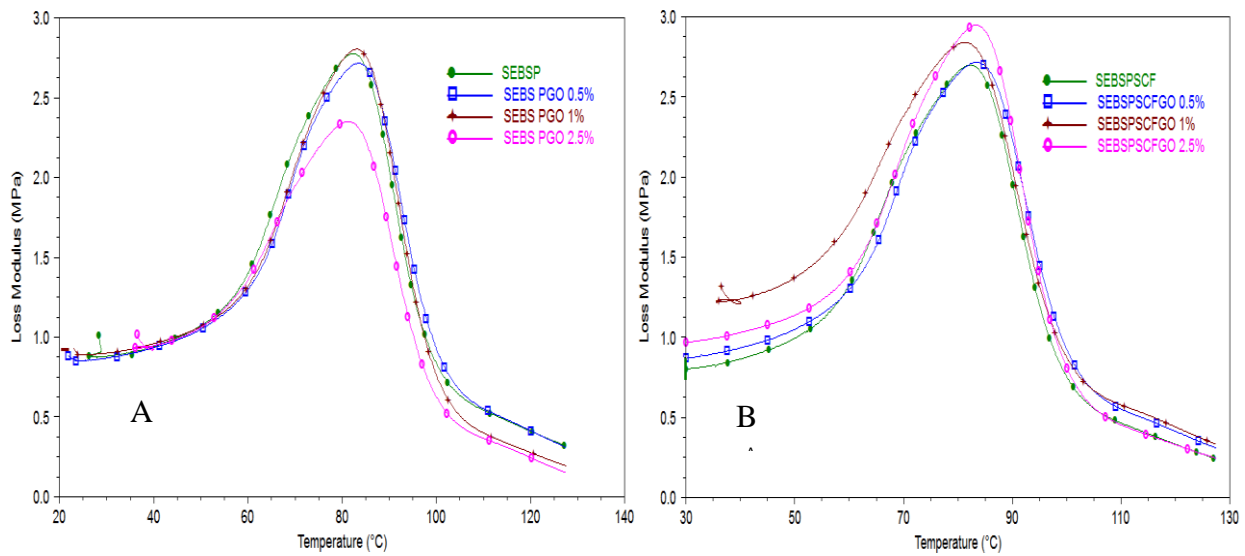 3.0
2.5
2.0
1.5
1.0
0.5
0.0
Loss Modulus (MPa)
SEBSP
SEBS PGO 0.5%
SEBS PGO 1%
SEBS PGO 2.5%
A
20 40 60 80 100 120 140
Temperature (°C)
3.0
2.5
2.0
1.5
1.0
0.5
0.0
Loss Modulus (MPa)
SEBSPSCF
SEBSPSCFGO 0.5%
SEBSPSCFGO 1%
SEBSPSCFGO 2.5%
B
30 50 70 90 110 130
Temperature (°C)